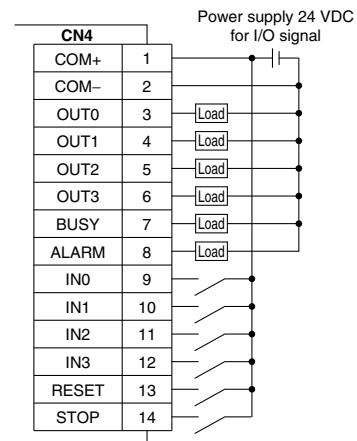 Power supply 24 VDC
for I/O signal
CN4
COM+ 1
COM− 2
OUT0 3 Load
OUT1 4 Load
OUT2 5 Load
OUT3 6 Load
BUSY 7 Load
ALARM 8 Load
IN0 9
IN1 10
IN2 11
IN3 12
RESET 13
STOP 14